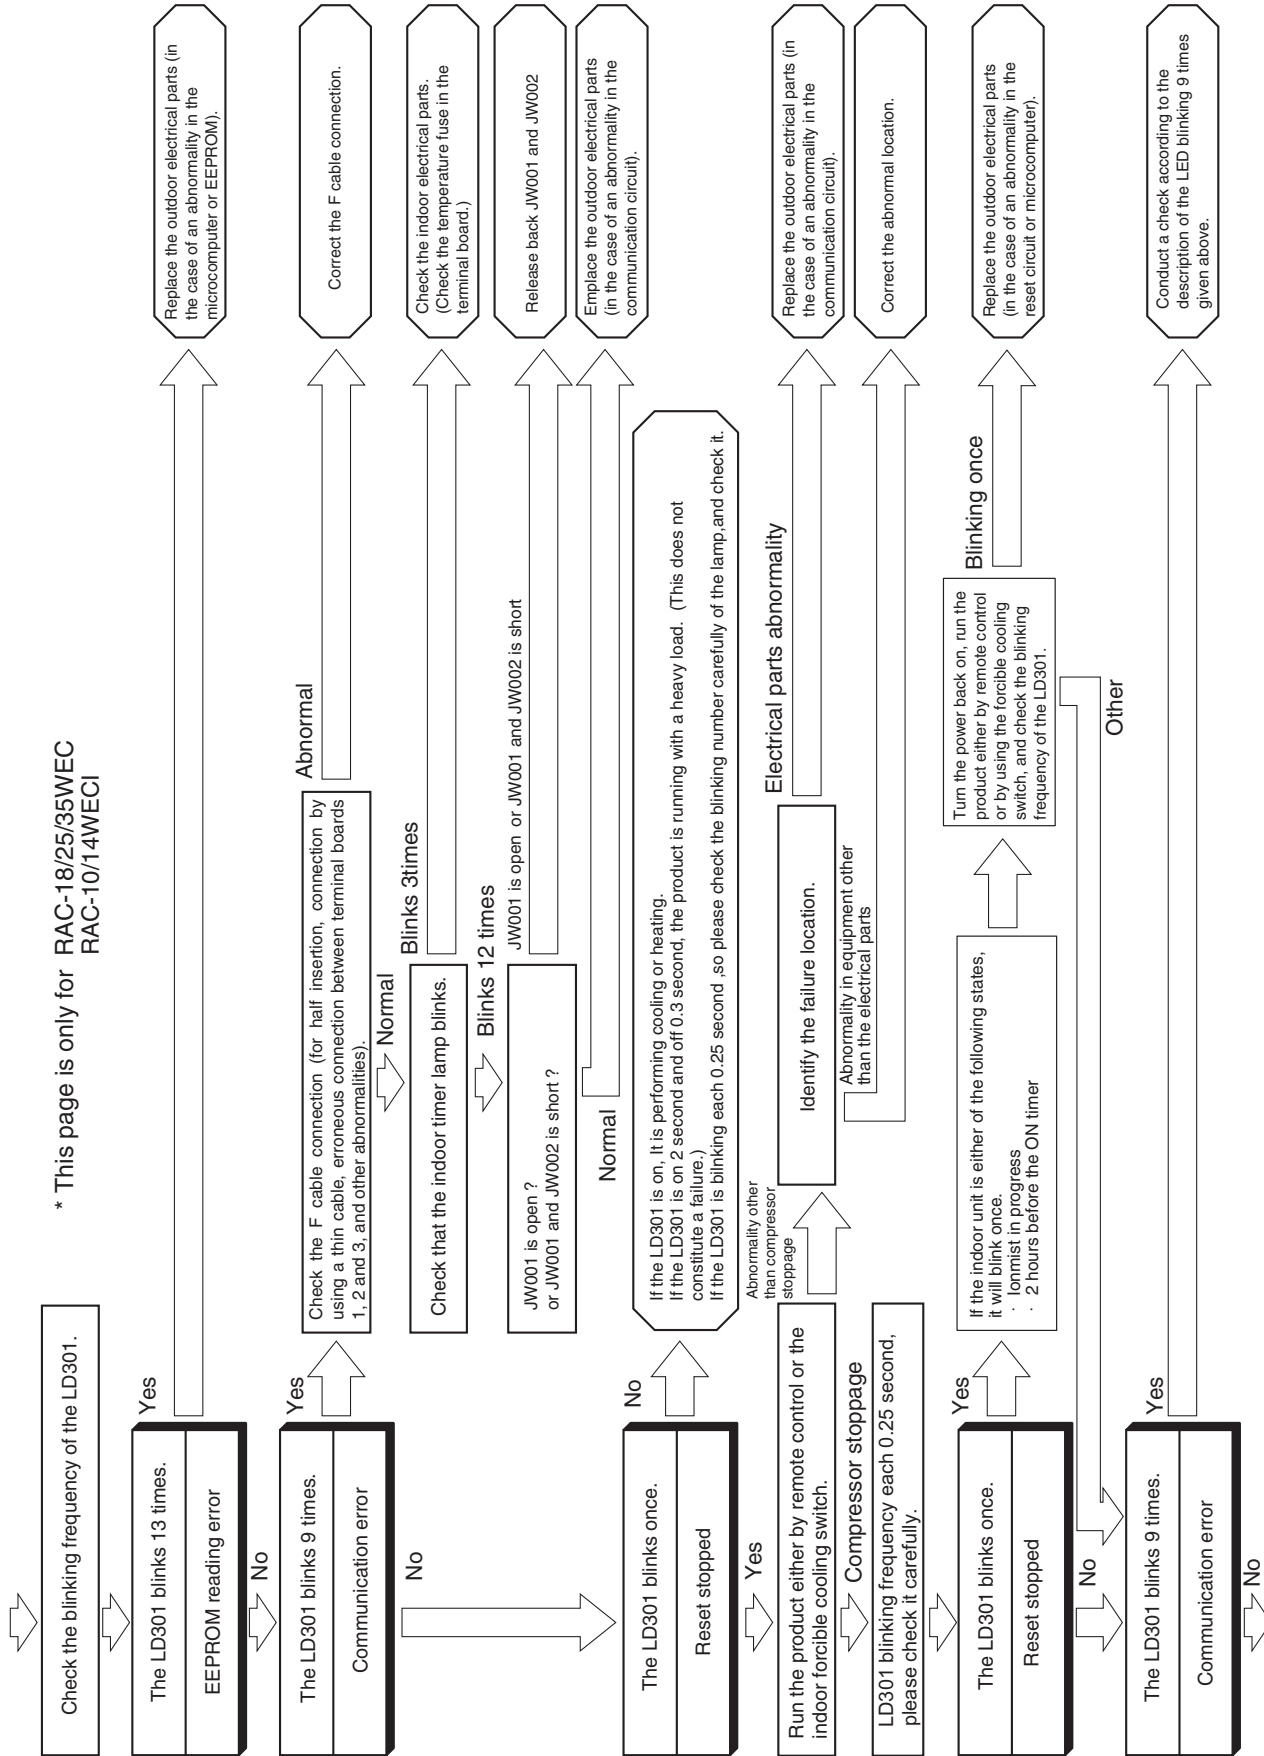 * This page is only for RAC-18/25/35WEC
RAC-10/14WECI
Check the blinking frequency of the LD301.
The LD301 blinks 13 times.
EEPROM reading error
Yes
Replace the outdoor electrical parts (in
the case of an abnormality in the
microcomputer or EEPROM).
No
The LD301 blinks 9 times.
Communication error
Yes
Check the F cable connection (for half insertion, connection by
using a thin cable, erroneous connection between terminal boards
1, 2 and 3, and other abnormalities).
Abnormal
Correct the F cable connection.
Normal
Check that the indoor timer lamp blinks.
Blinks 3times
Check the indoor electrical parts.
(Check the temperature fuse in the
terminal board.)
Blinks 12 times
JW001 is open ?
or JW001 and JW002 is short ?
JW001 is open or JW001 and JW002 is short
Release back JW001 and JW002
Normal
Emplace the outdoor electrical parts
(in the case of an abnormality in the
communication circuit).
No
The LD301 blinks once.
Reset stopped
No
If the LD301 is on, It is performing cooling or heating.
If the LD301 is on 2 second and off 0.3 second, the product is running with a heavy load. (This does not
constitute a failure.)
If the LD301 is bilnking each 0.25 second ,so please check the blinking number carefully of the lamp,and check it.
Yes
Run the product either by remote control or the
indoor forcible cooling switch.
Abnormality other
than compressor
stoppage
Identify the failure location.
Electrical parts abnormality
Replace the outdoor electrical parts (in
the case of an abnormality in the
communication circuit).
Abnormality in equipment other
than the electrical parts
Correct the abnormal location.
Compressor stoppage
LD301 blinking frequency each 0.25 second,
please check it carefully.
The LD301 blinks once.
Reset stopped
Yes
If the indoor unit is either of the following states,
it will blink once.
· Ionmist in progress
· 2 hours before the ON timer
Turn the power back on, run the
product either by remote control
or by using the forcible cooling
switch, and check the blinking
frequency of the LD301.
Blinking once
Replace the outdoor electrical parts
(in the case of an abnormality in the
reset circuit or microcomputer).
Other
No
The LD301 blinks 9 times.
Communication error
Yes
Conduct a check according to the
description of the LED blinking 9 times
given above.
No